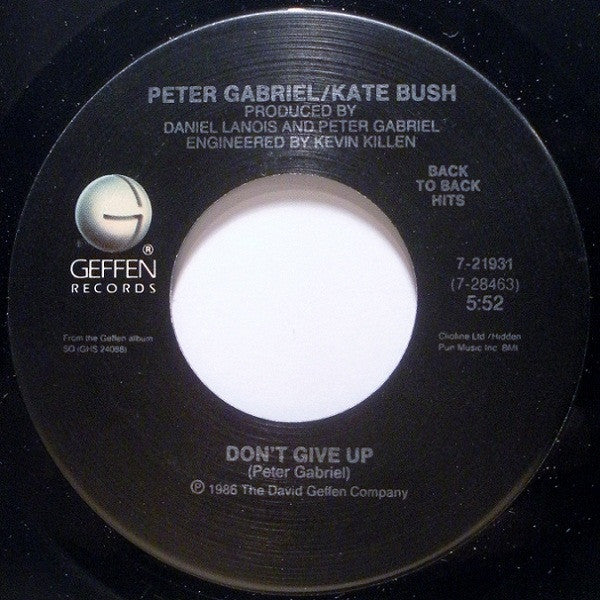 PETER GABRIEL/KATE BUSH
PRODUCED BY
DANIEL LANOIS AND PETER GABRIEL
ENGINEERED BY KEVIN KILLEN
BACK
TO BACK
HITS
G
®
GEFFEN
RECORDS
7-21931
(7-28463)
5:52
From the Geffen album
SO (GHS 24088)
Clioline Ltd /Hidden
Pun Music Inc BMI
DON'T GIVE UP
(Peter Gabriel)
℗ 1986 The David Geffen Company